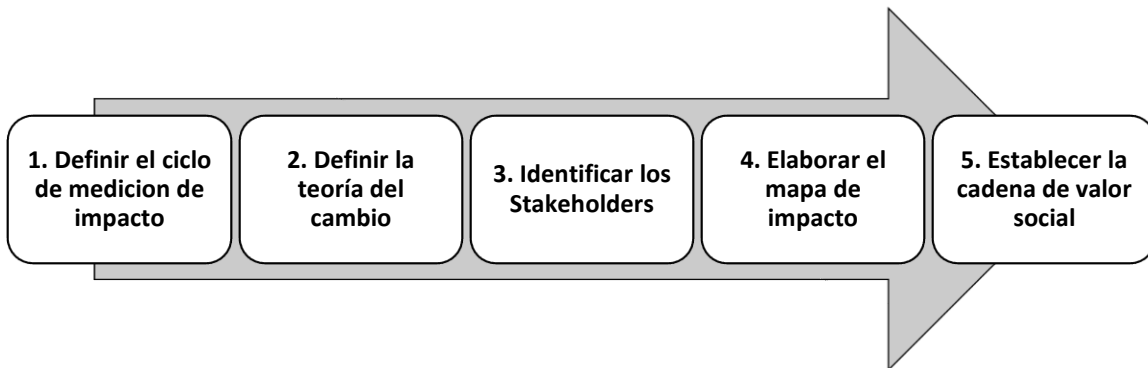 1. Definir el ciclo
de medicion de
impacto
2. Definir la
teoría del
cambio
3. Identificar los
Stakeholders
4. Elaborar el
mapa de
impacto
5. Establecer la
cadena de valor
social